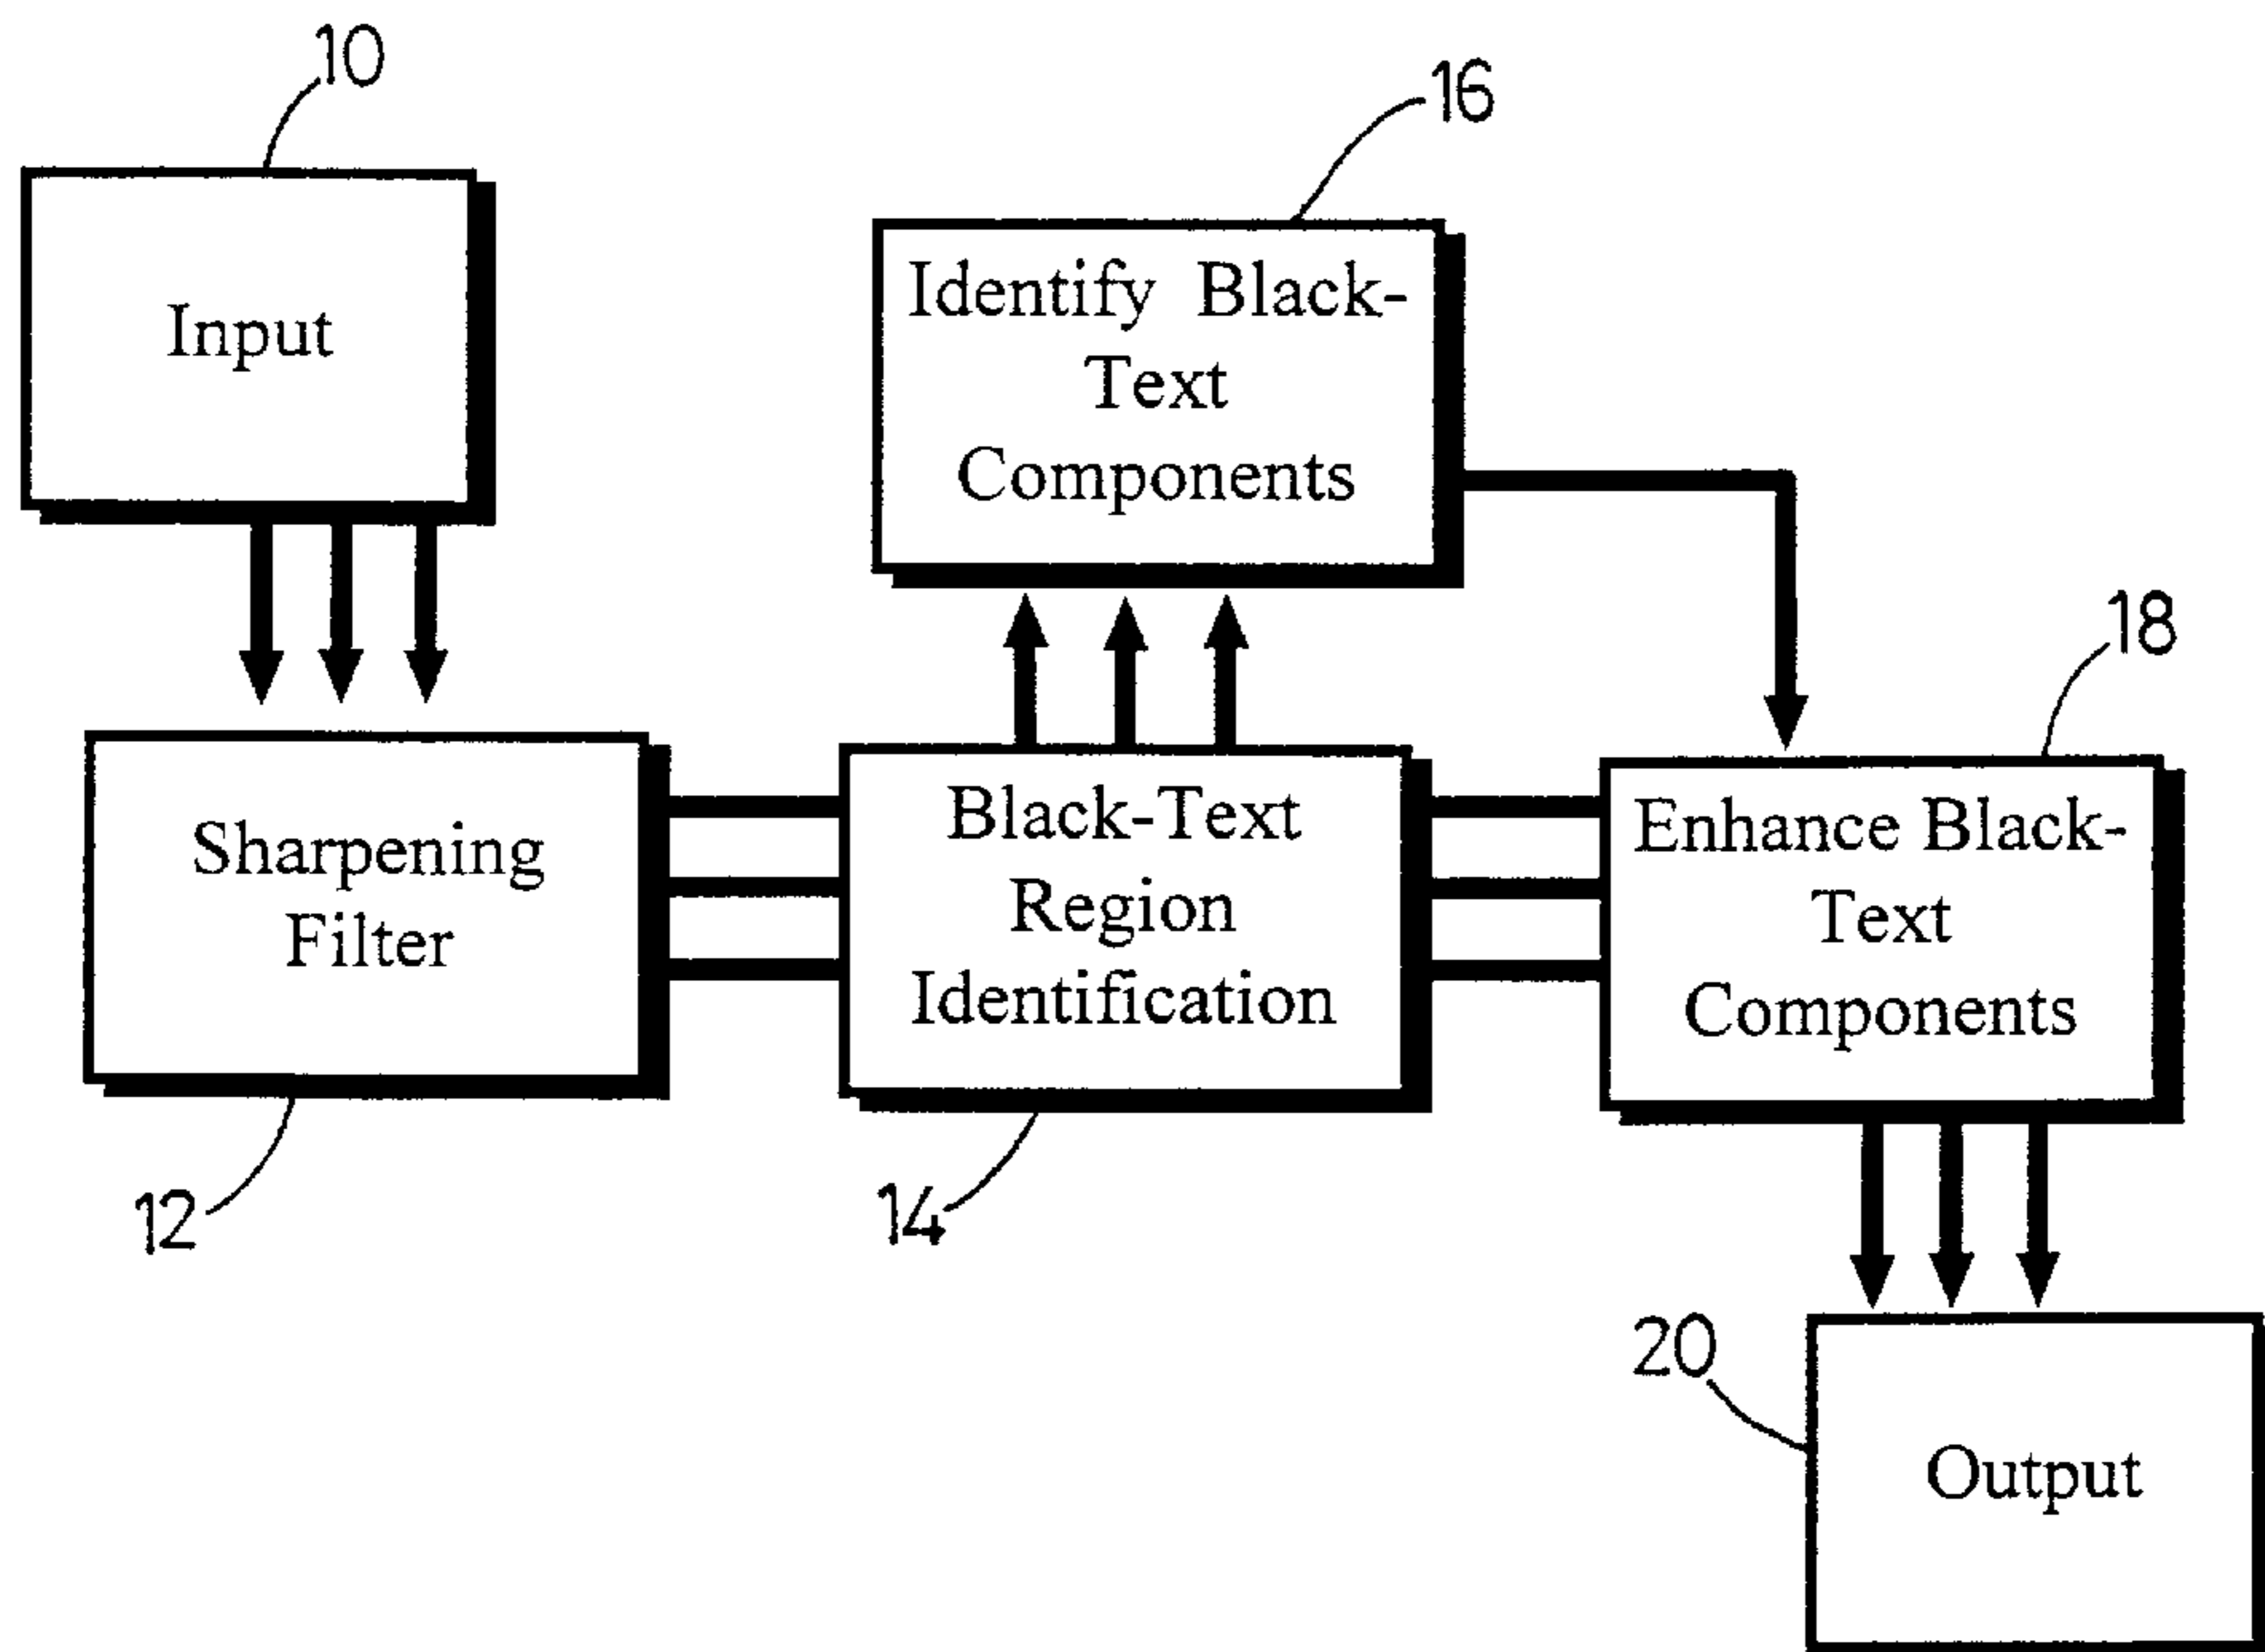 10
Input
16
Identify Black-
Text
Components
18
Sharpening
Filter
12
Black-Text
Region
Identification
14
Enhance Black-
Text
Components
20
Output